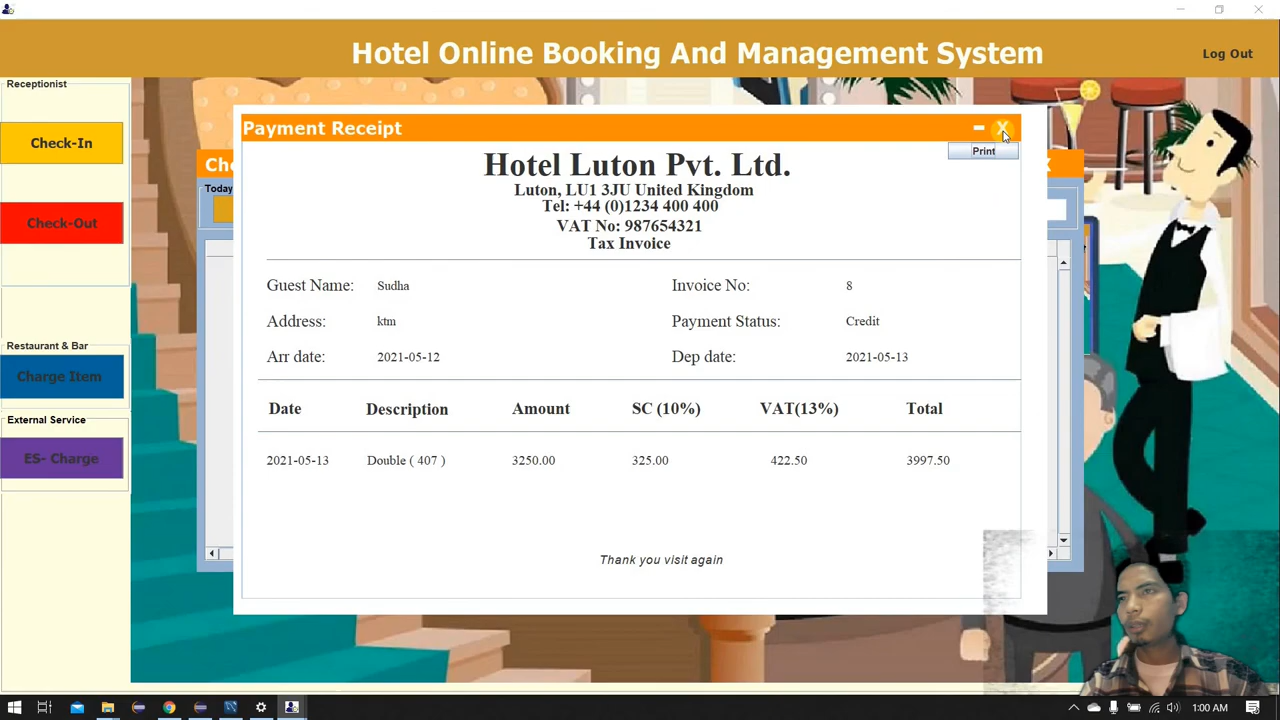 Hotel Online Booking And Management System
Log Out
Receptionist
Check-In
Check-Out
Restaurant & Bar
Charge Item
External Service
ES- Charge
Che
X
Today
Payment Receipt
X
Print
Hotel Luton Pvt. Ltd.
Luton, LU1 3JU United Kingdom
Tel: +44 (0)1234 400 400
VAT No: 987654321
Tax Invoice
Guest Name: Sudha Invoice No: 8
Address: ktm Payment Status: Credit
Arr date: 2021-05-12 Dep date: 2021-05-13
Date Description Amount SC (10%) VAT(13%) Total
2021-05-13 Double ( 407 ) 3250.00 325.00 422.50 3997.50
Thank you visit again
1:00 AM